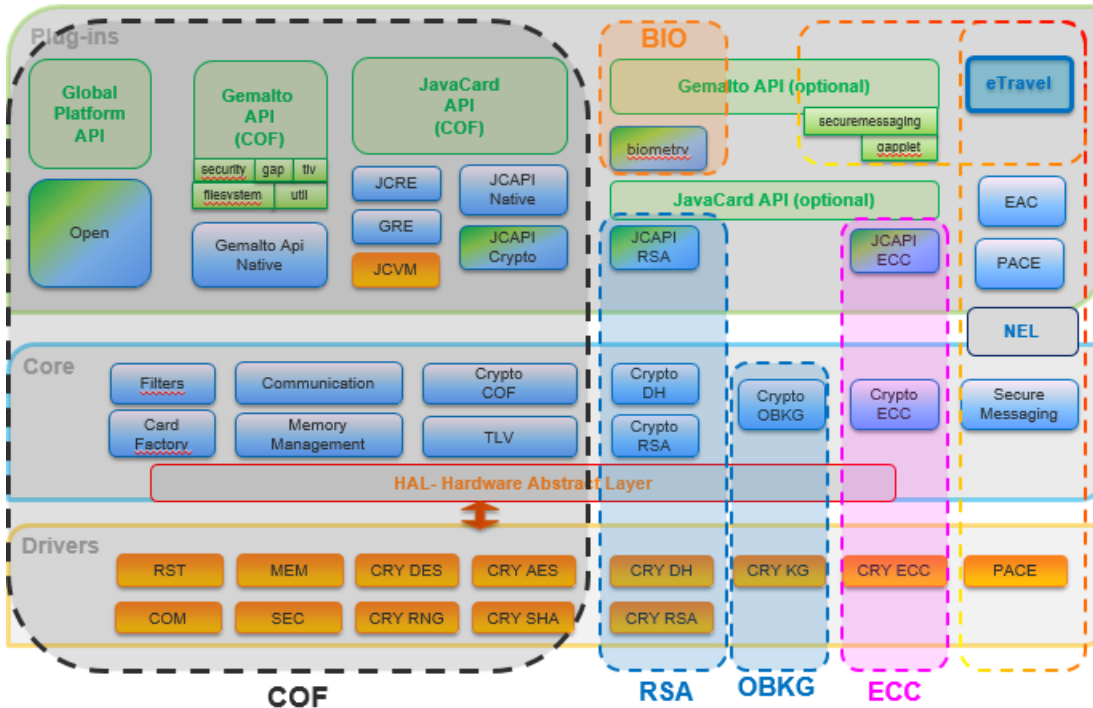 Plug-ins
BIO
Global
Platform
API
Gemalto
API
(COF)
JavaCard
API
(COF)
Gemalto API (optional)
eTravel
securemessaging
gapplet
biometry
security
gap
tlv
filesystem
util
JCRE
JCAPI
Native
JavaCard API (optional)
EAC
Open
Gemalto Api
Native
GRE
JCAPI
Crypto
JCAPI
RSA
JCAPI
ECC
PACE
JCVM
NEL
Core
Filters
Communication
Crypto
COF
Crypto
DH
Crypto
OBKG
Crypto
ECC
Secure
Messaging
Card
Factory
Memory
Management
TLV
Crypto
RSA
HAL- Hardware Abstract Layer
Drivers
RST
MEM
CRY DES
CRY AES
CRY DH
CRY KG
CRY ECC
PACE
COM
SEC
CRY RNG
CRY SHA
CRY RSA
COF
RSA
OBKG
ECC